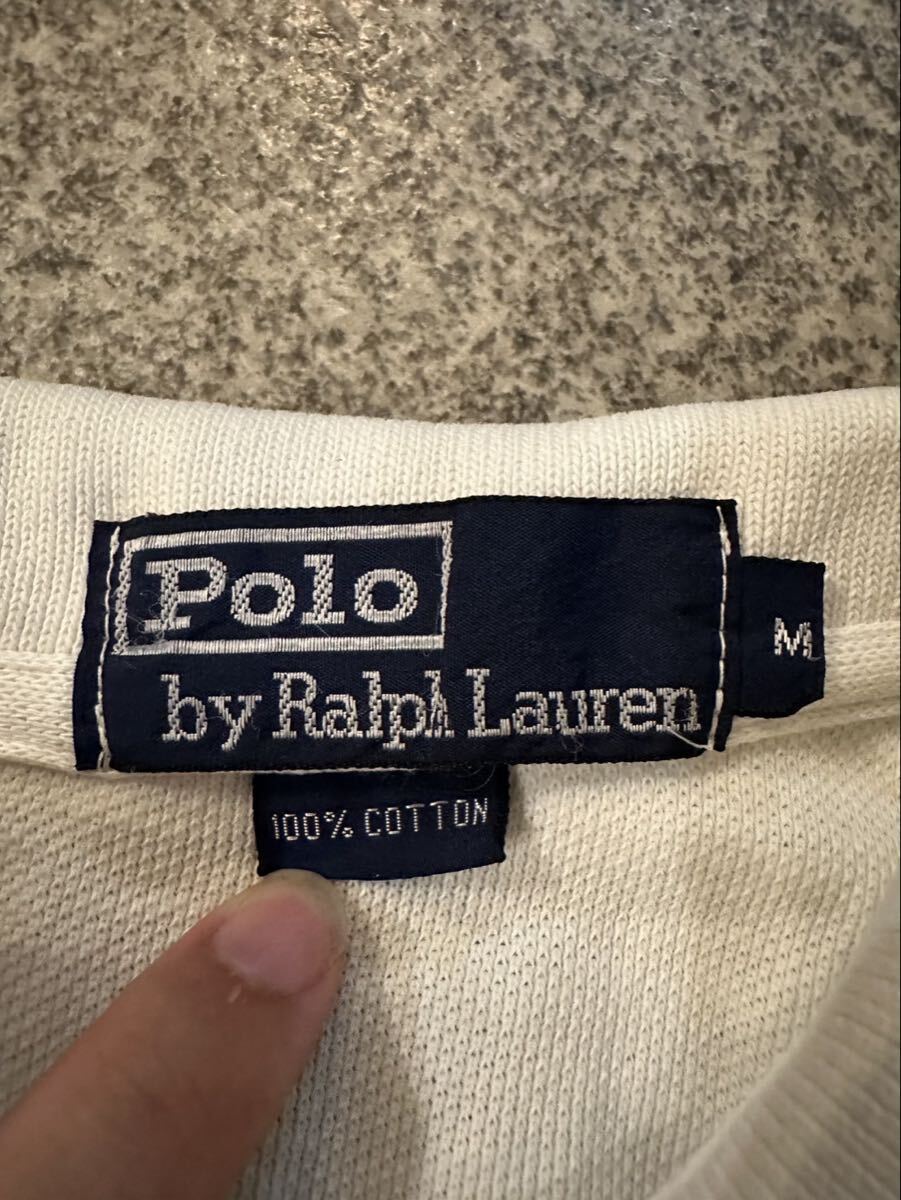 Polo
by Ralph Lauren
M
100% COTTON